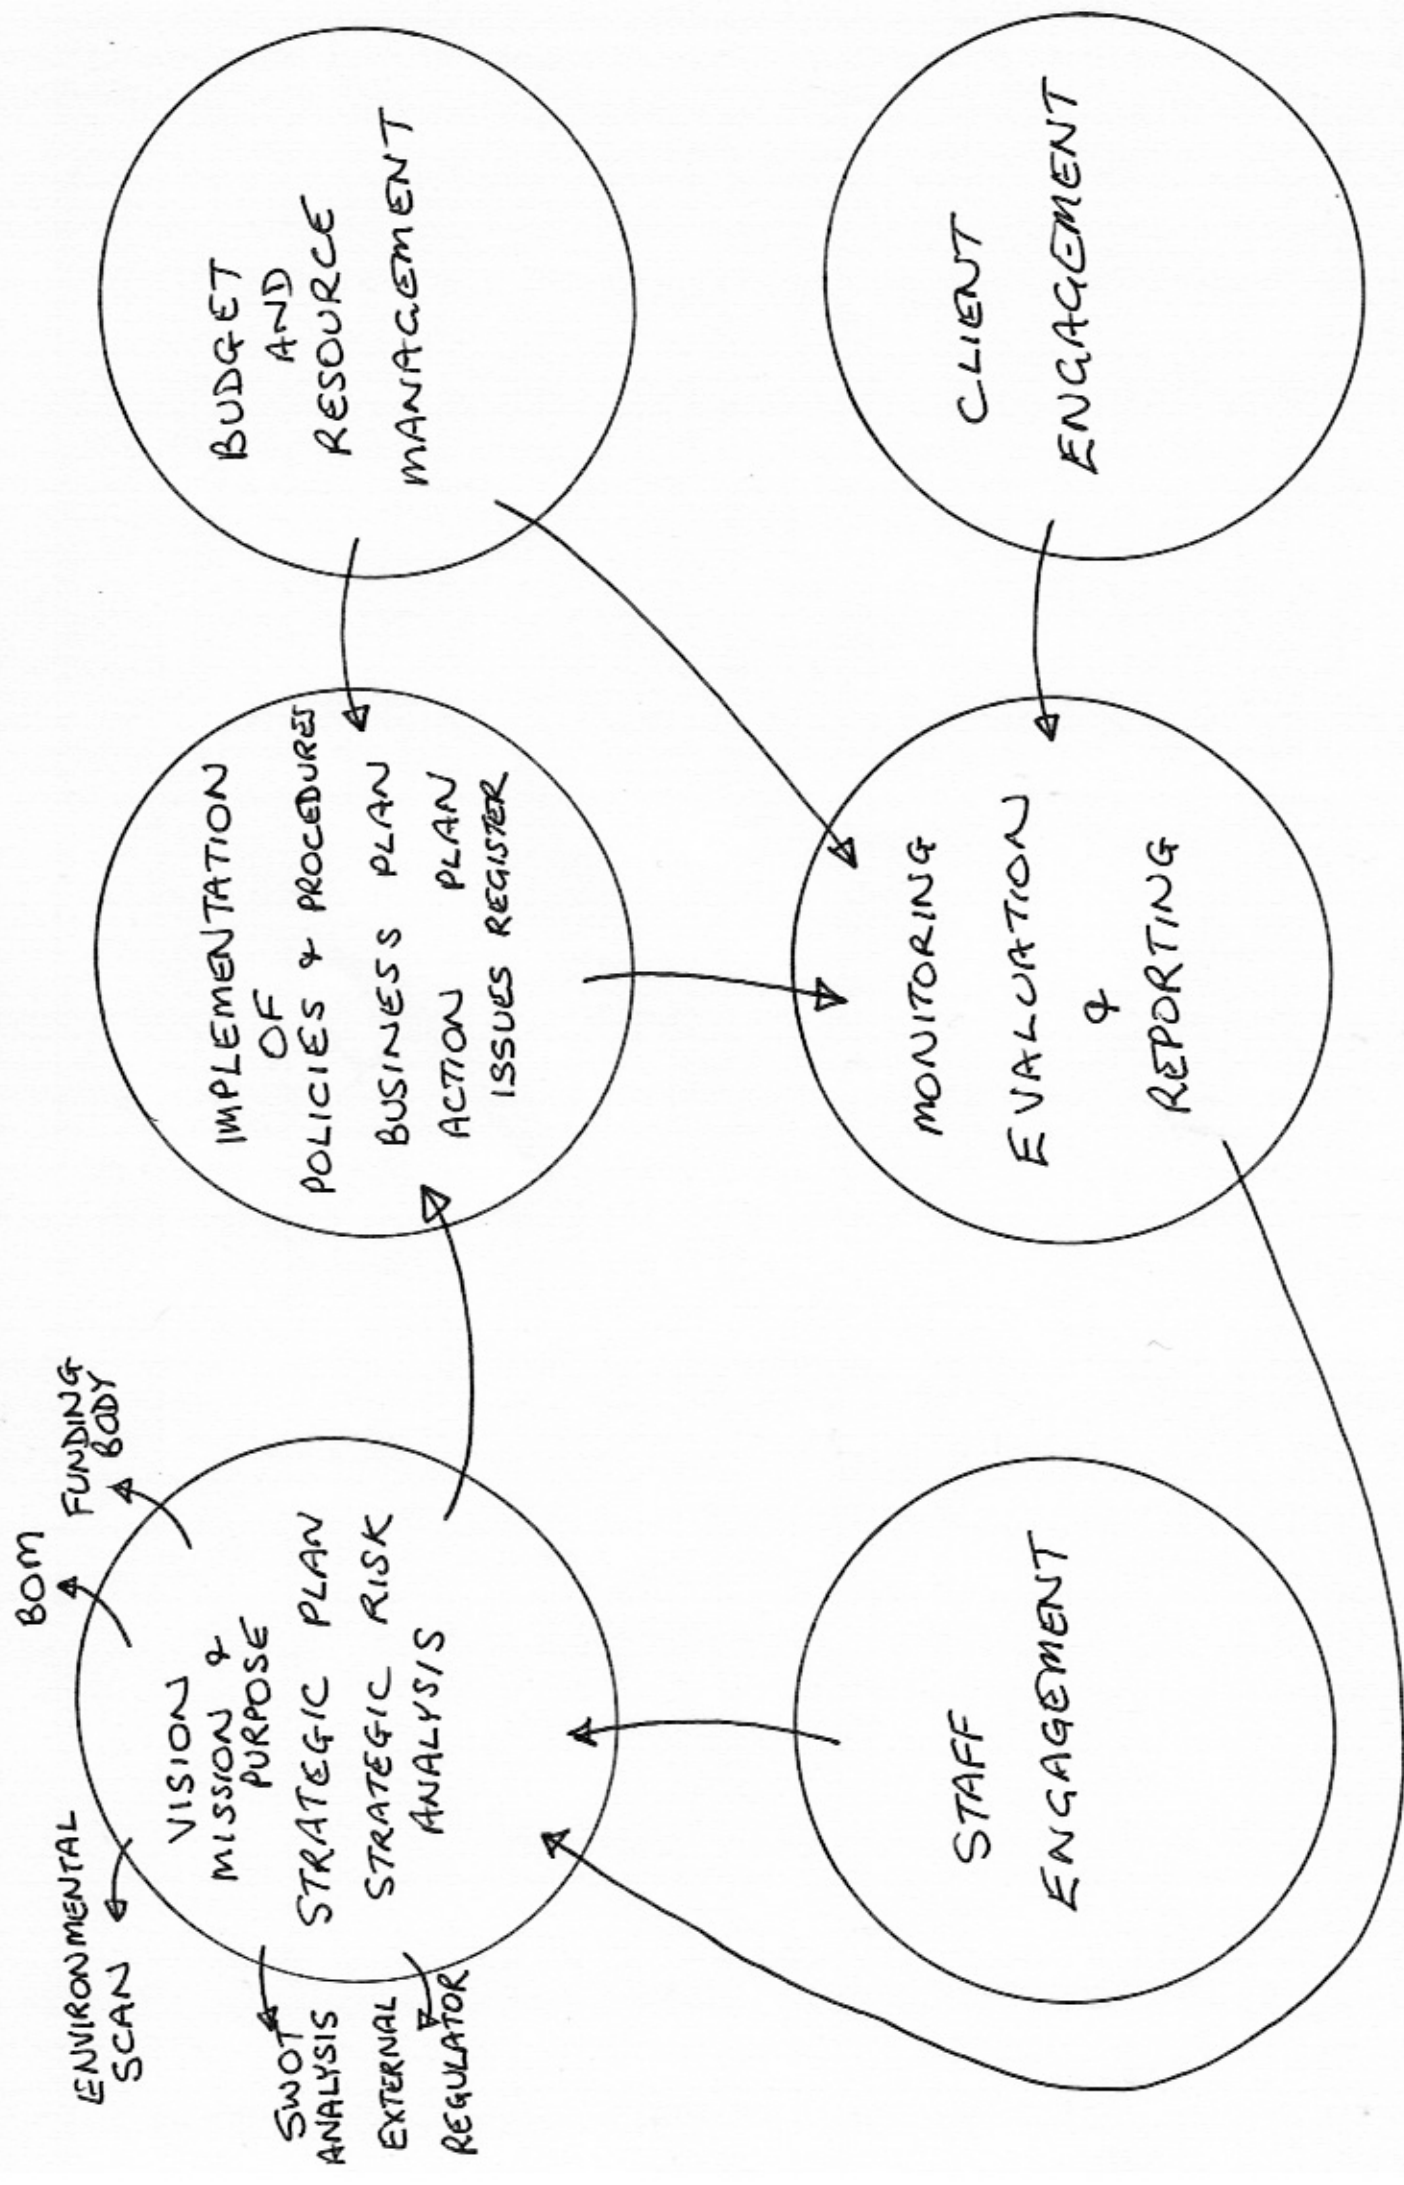 ENVIRONMENTAL
SCAN
BOM
FUNDING
BODY
SWOT
ANALYSIS
EXTERNAL
REGULATOR
VISION
MISSION &
PURPOSE
STRATEGIC PLAN
STRATEGIC RISK
ANALYSIS
IMPLEMENTATION
OF
POLICIES & PROCEDURES
BUSINESS PLAN
ACTION PLAN
ISSUES REGISTER
BUDGET
AND
RESOURCE
MANAGEMENT
STAFF
ENGAGEMENT
MONITORING
EVALUATION
&
REPORTING
CLIENT
ENGAGEMENT